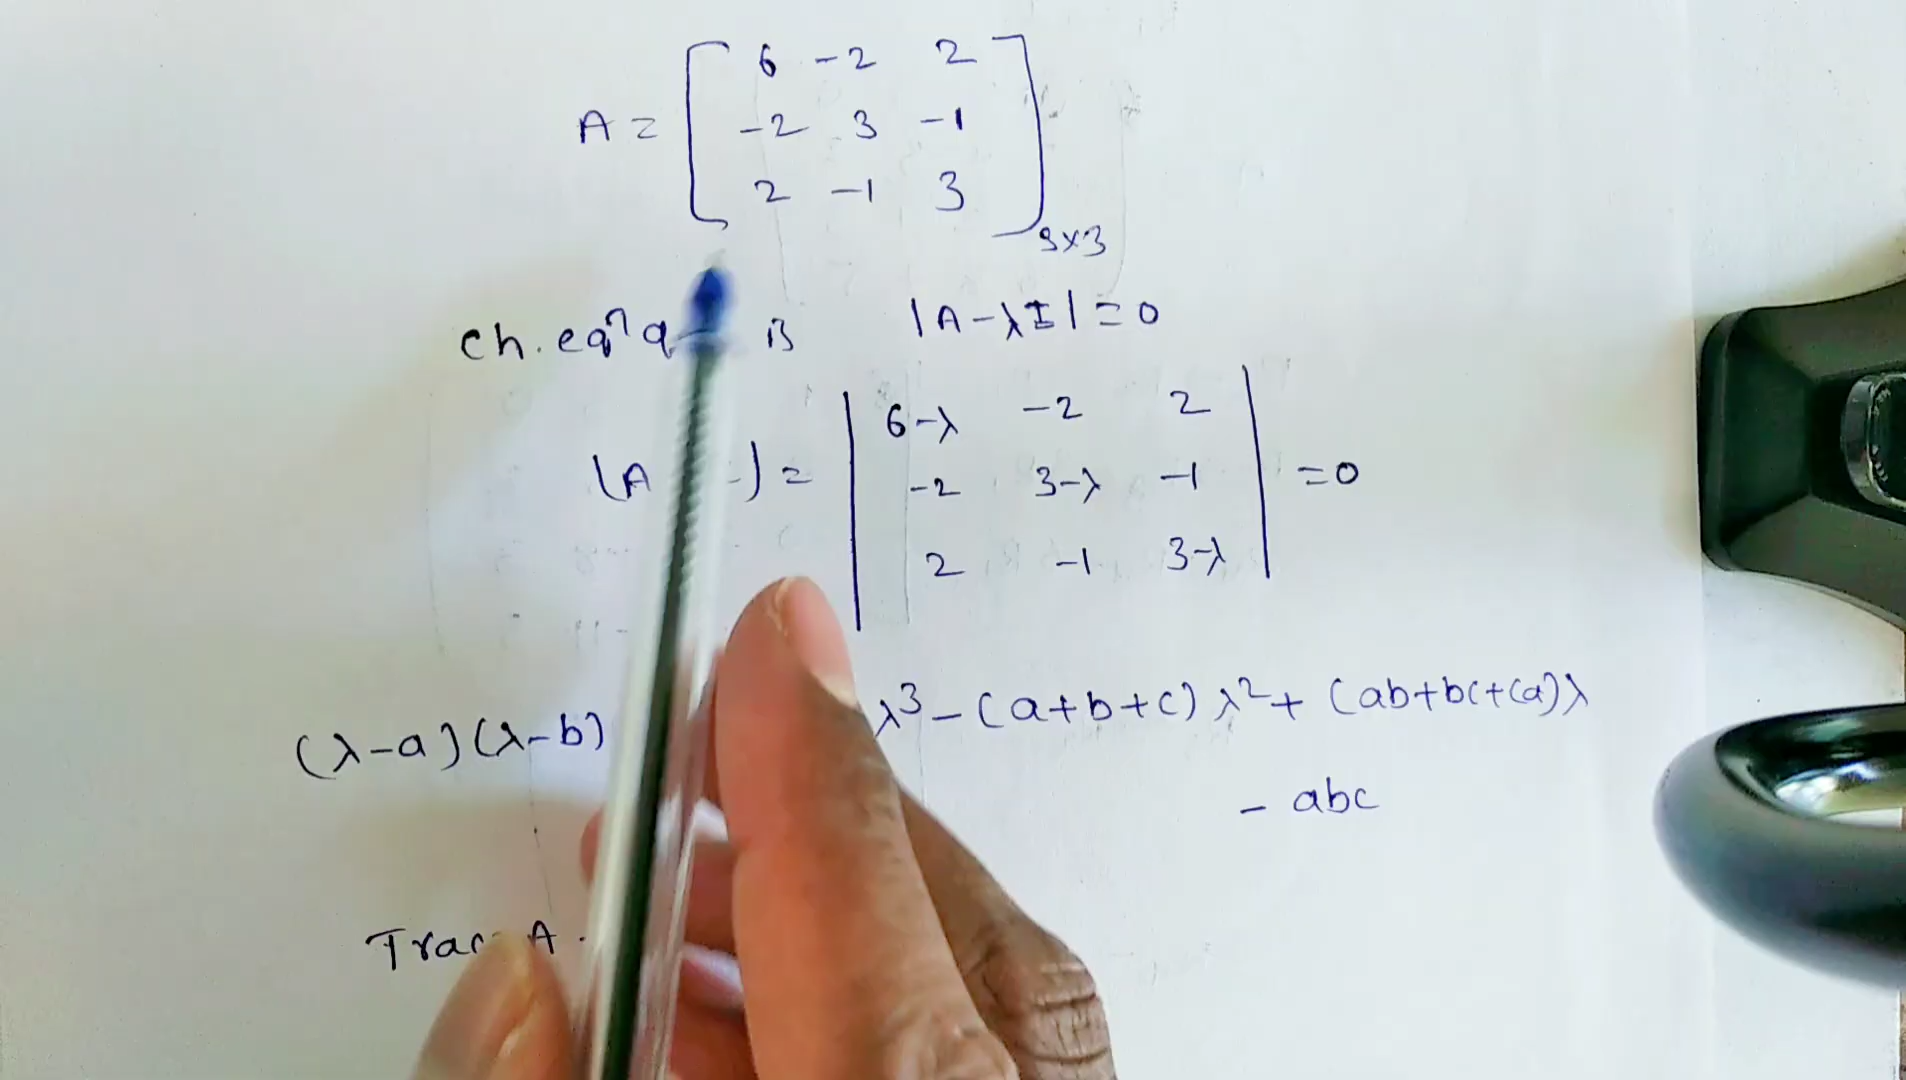 6 -2 2
A = -2 3 -1
2 -1 3
3×3
ch. eqn is |A-λI| = 0
6-λ -2 2
|A = -2 3-λ -1 = 0
2 -1 3-λ
(λ-a)(λ-b) λ³-(a+b+c)λ²+(ab+bc+ca)λ
- abc
A